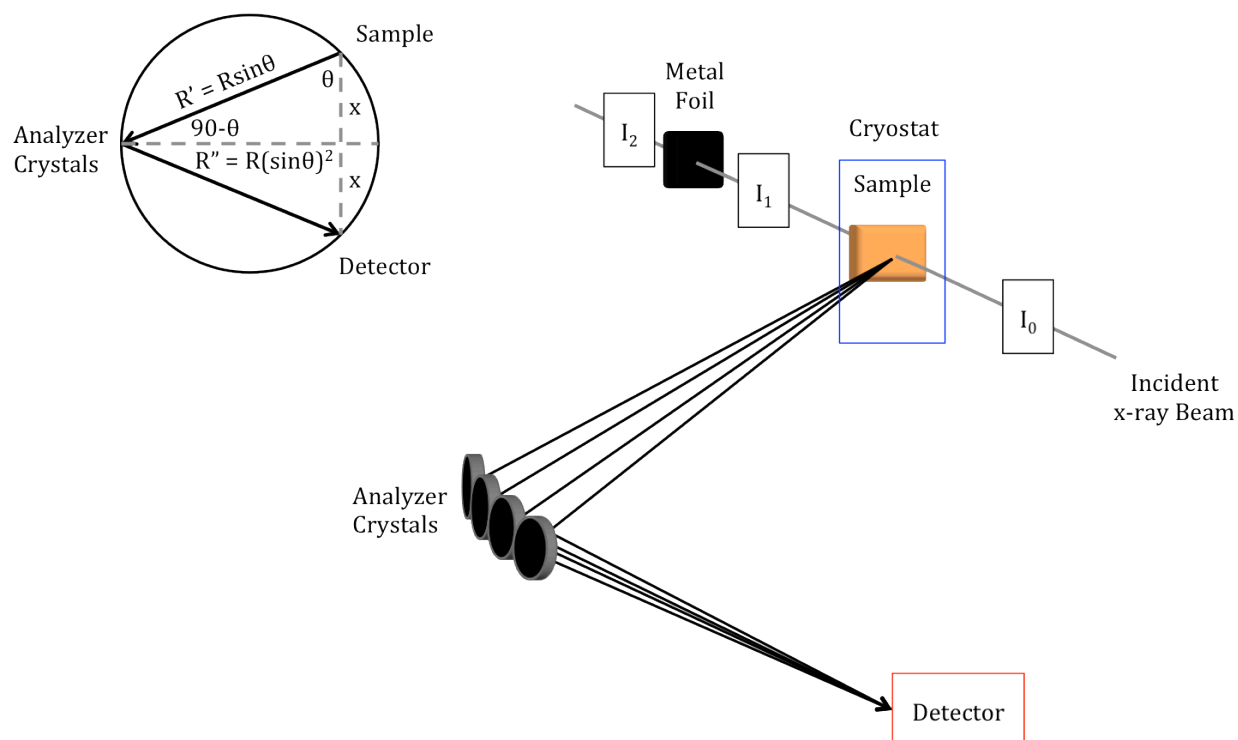 Sample
R' = Rsinθ
θ
x
Analyzer
Crystals
90-θ
R” = R(sinθ)²
x
Detector
Metal
Foil
I₂
I₁
Cryostat
Sample
I₀
Incident
x-ray Beam
Analyzer
Crystals
Detector